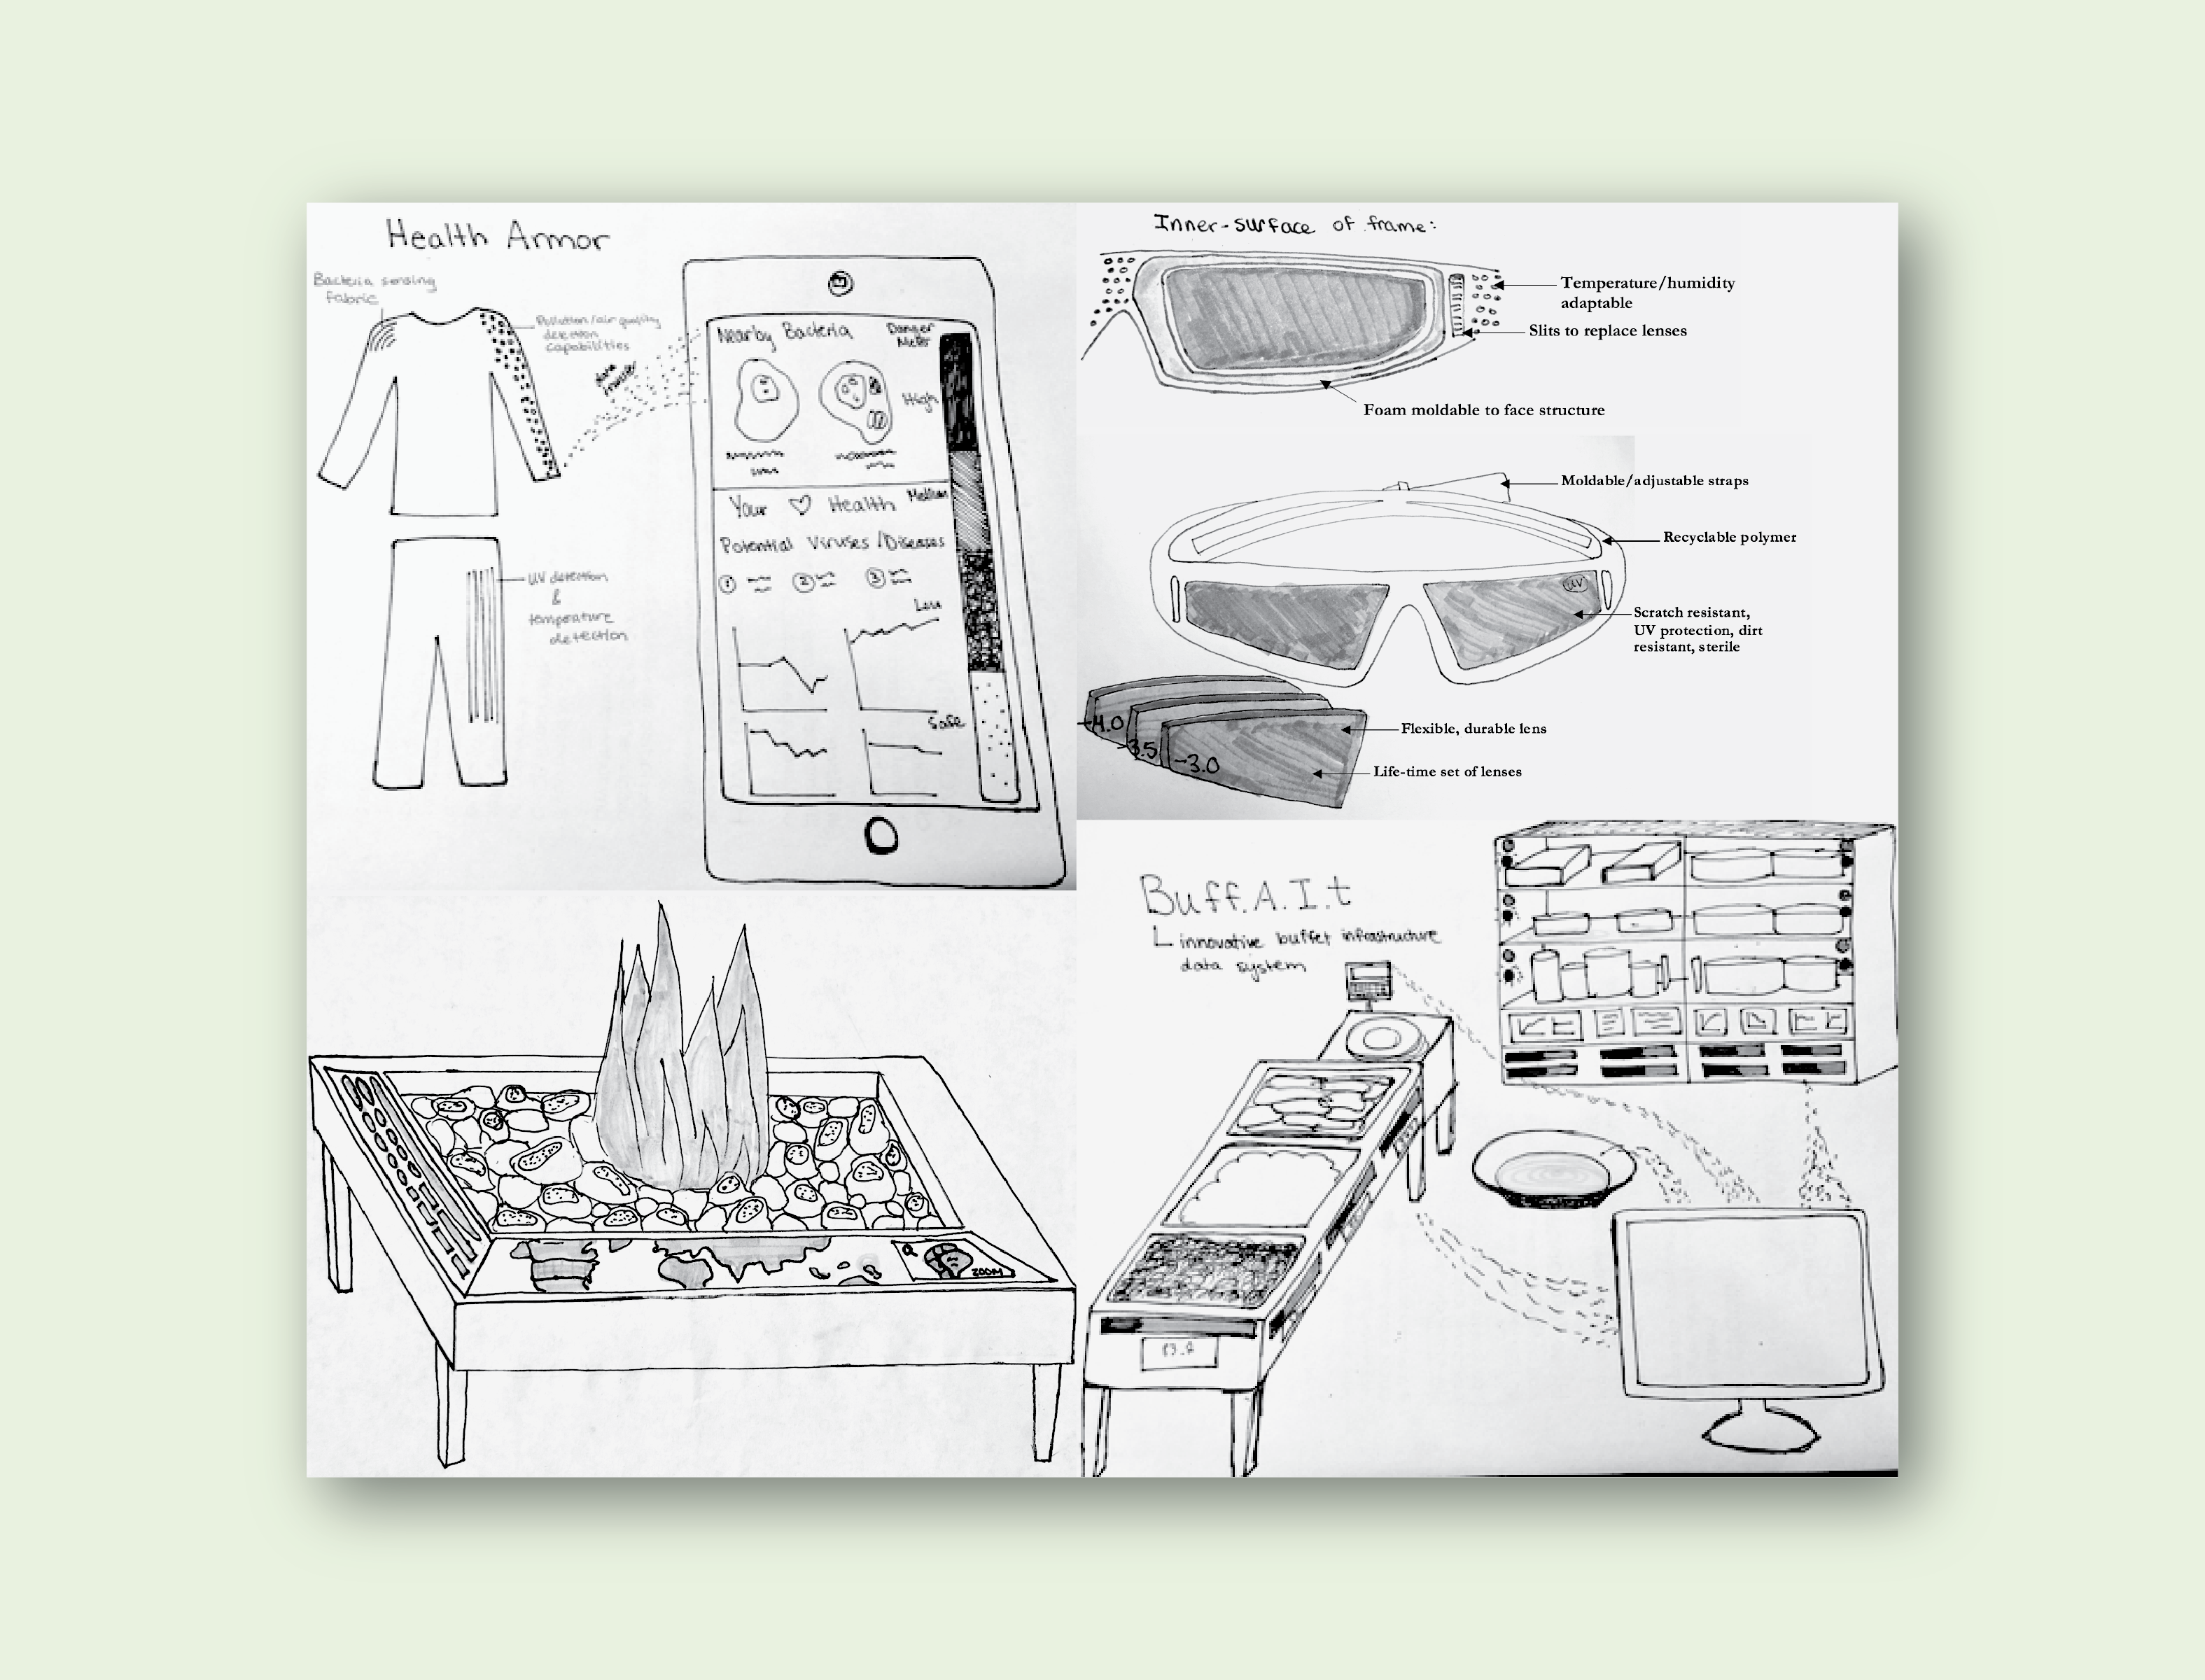 Health Armor
Bacteria sensing
fabric
Pollution/air quality
detection
capabilities
Data
transfer
UV detection
&
temperature
detection
Nearby Bacteria
Danger
Meter
High
Your ♡ Health
Medium
Potential Viruses/Diseases
1 2 3
Less
Safe
Inner-surface of frame:
Temperature/humidity
adaptable
Slits to replace lenses
Foam moldable to face structure
Moldable/adjustable straps
Recyclable polymer
UV
Scratch resistant,
UV protection, dirt
resistant, sterile
-4.0
-3.5
-3.0
Flexible, durable lens
Life-time set of lenses
ZOOM
Buff.A.I.t
innovative buffet infrastructure
data system